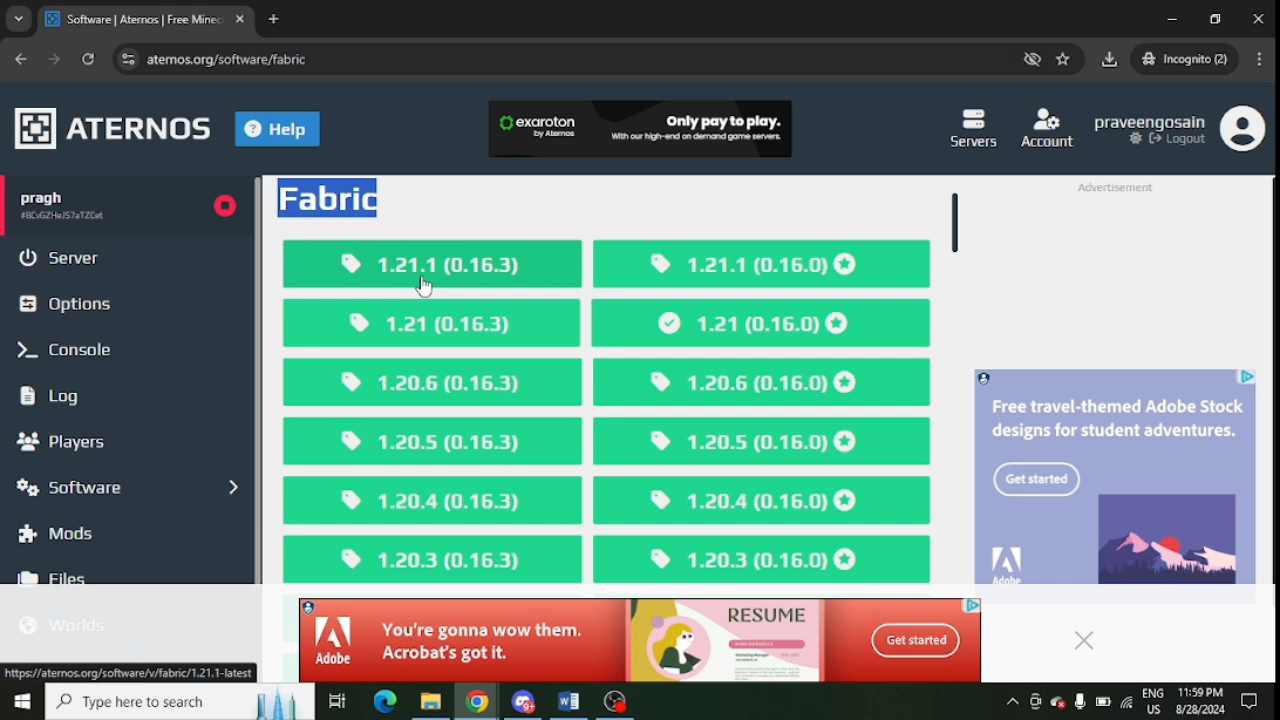 Software | Aternos | Free Minec
aternos.org/software/fabric
Incognito (2)
ATERNOS
Help
exaroton
by Aternos
Only pay to play.
With our high-end on demand game servers.
Servers
Account
praveengosain
Logout
pragh
#8CvGZHeJS7aTZCet
Server
Options
Console
Log
Players
Software
Mods
Files
Worlds
Fabric
1.21.1 (0.16.3)
1.21.1 (0.16.0)
1.21 (0.16.3)
1.21 (0.16.0)
1.20.6 (0.16.3)
1.20.6 (0.16.0)
1.20.5 (0.16.3)
1.20.5 (0.16.0)
1.20.4 (0.16.3)
1.20.4 (0.16.0)
1.20.3 (0.16.3)
1.20.3 (0.16.0)
Advertisement
Free travel-themed Adobe Stock
designs for student adventures.
Get started
Adobe
Adobe
You're gonna wow them.
Acrobat's got it.
RESUME
Get started
https://aternos.org/software/v/fabric/1.21.1-latest
Type here to search
9+
ENG
US
11:59 PM
8/28/2024